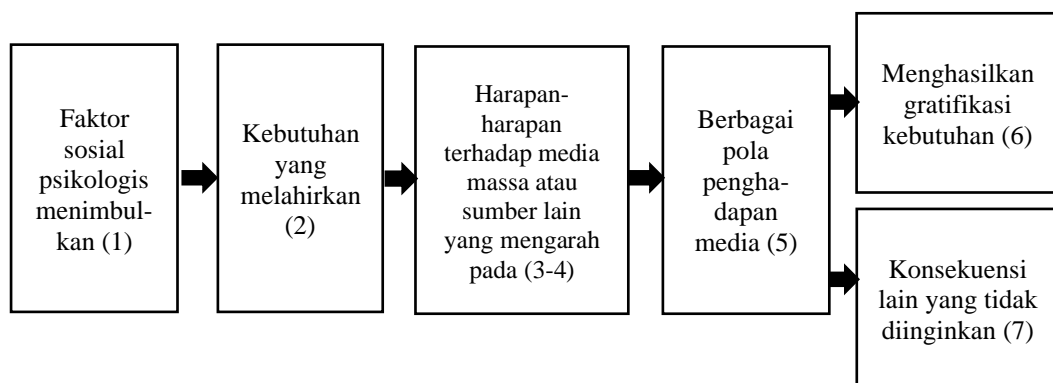 Faktor
sosial
psikologis
menimbul-
kan (1)
Kebutuhan
yang
melahirkan
(2)
Harapan-
harapan
terhadap media
massa atau
sumber lain
yang mengarah
pada (3-4)
Berbagai
pola
pengha-
dapan
media (5)
Menghasilkan
gratifikasi
kebutuhan (6)
Konsekuensi
lain yang tidak
diinginkan (7)